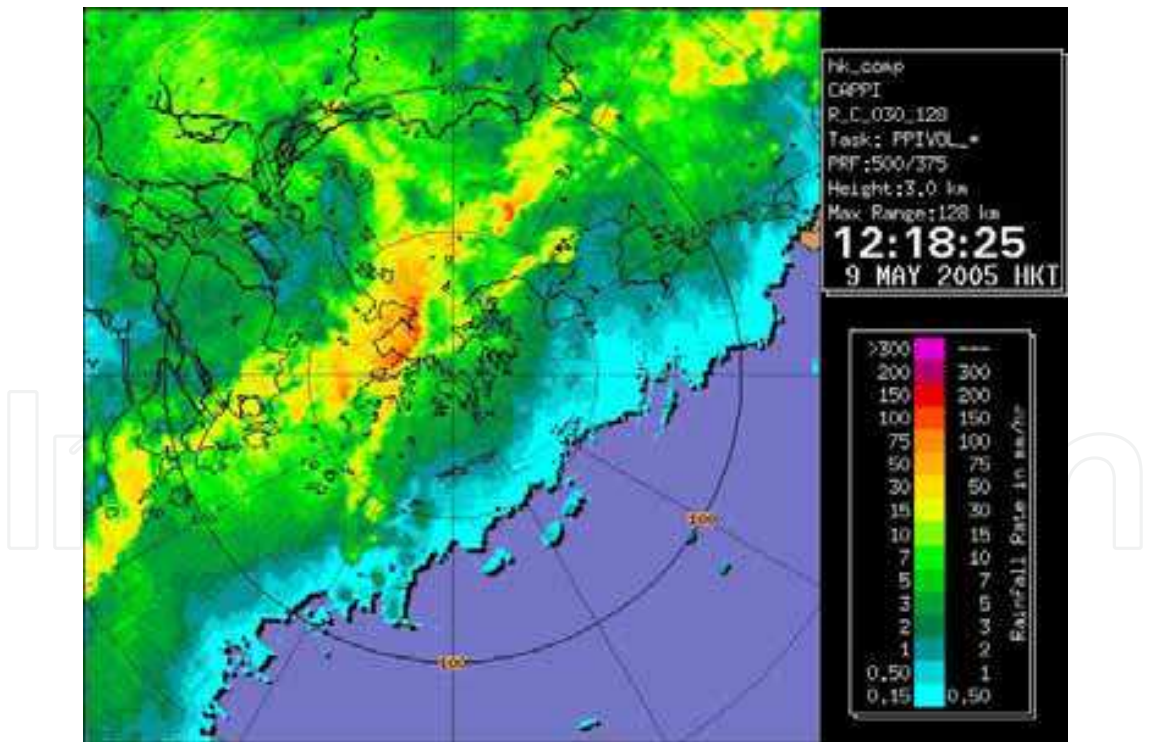 hk_comp
CAPPI
R_C_030_128
Task: PPIVOL_*
PRF:500/375
Height:3.0 km
Max Range:128 km
12:18:25
9 MAY 2005 HKT
>300 ---
200 300
150 200
100 150
75 100
50 75
30 50
15 30
10 15
7 10
5 7
3 5
2 3
1 2
0.50 1
0.15 0.50
Rainfall Rate in mm/hr
100
100